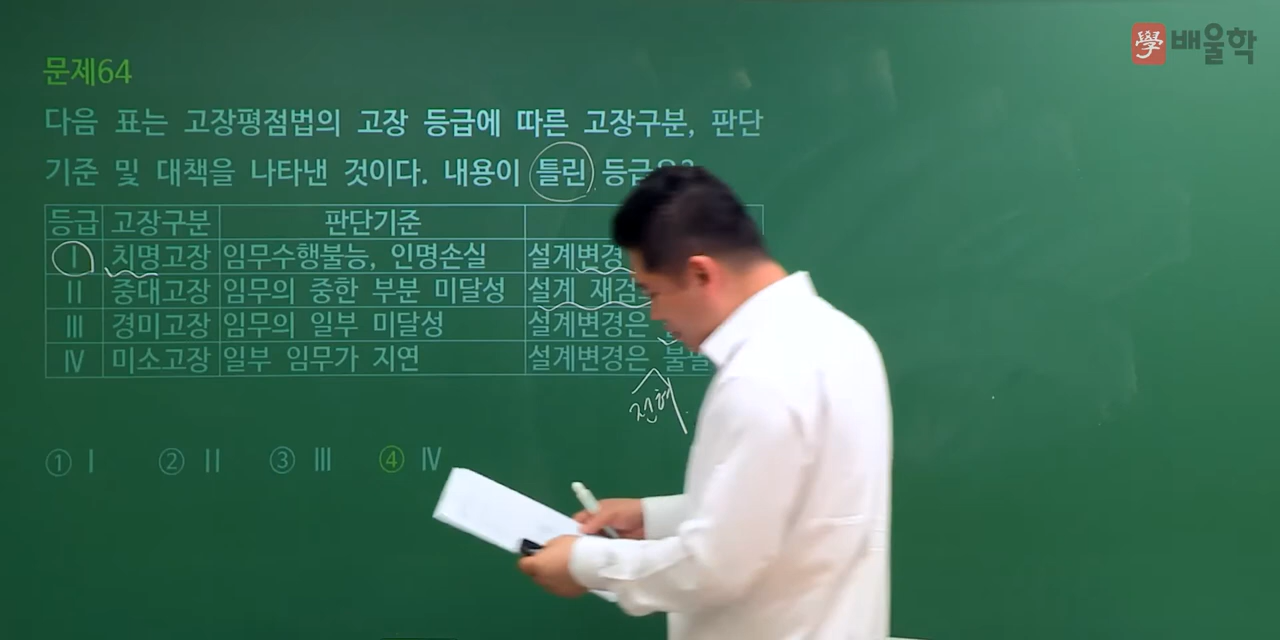 學 배울학
문제64
다음 표는 고장평점법의 고장 등급에 따른 고장구분, 판단
기준 및 대책을 나타낸 것이다. 내용이 틀린
등급 고장구분 판단기준
Ⅰ 치명고장 임무수행불능, 인명손실 설계변경
Ⅱ 중대고장 임무의 중한 부분 미달성 설계
Ⅲ 경미고장 임무의 일부 미달성 설계변경은
Ⅳ 미소고장 일부 임무가 지연 설계변경은
전혀
① Ⅰ ② Ⅱ ③ Ⅲ ④ Ⅳ